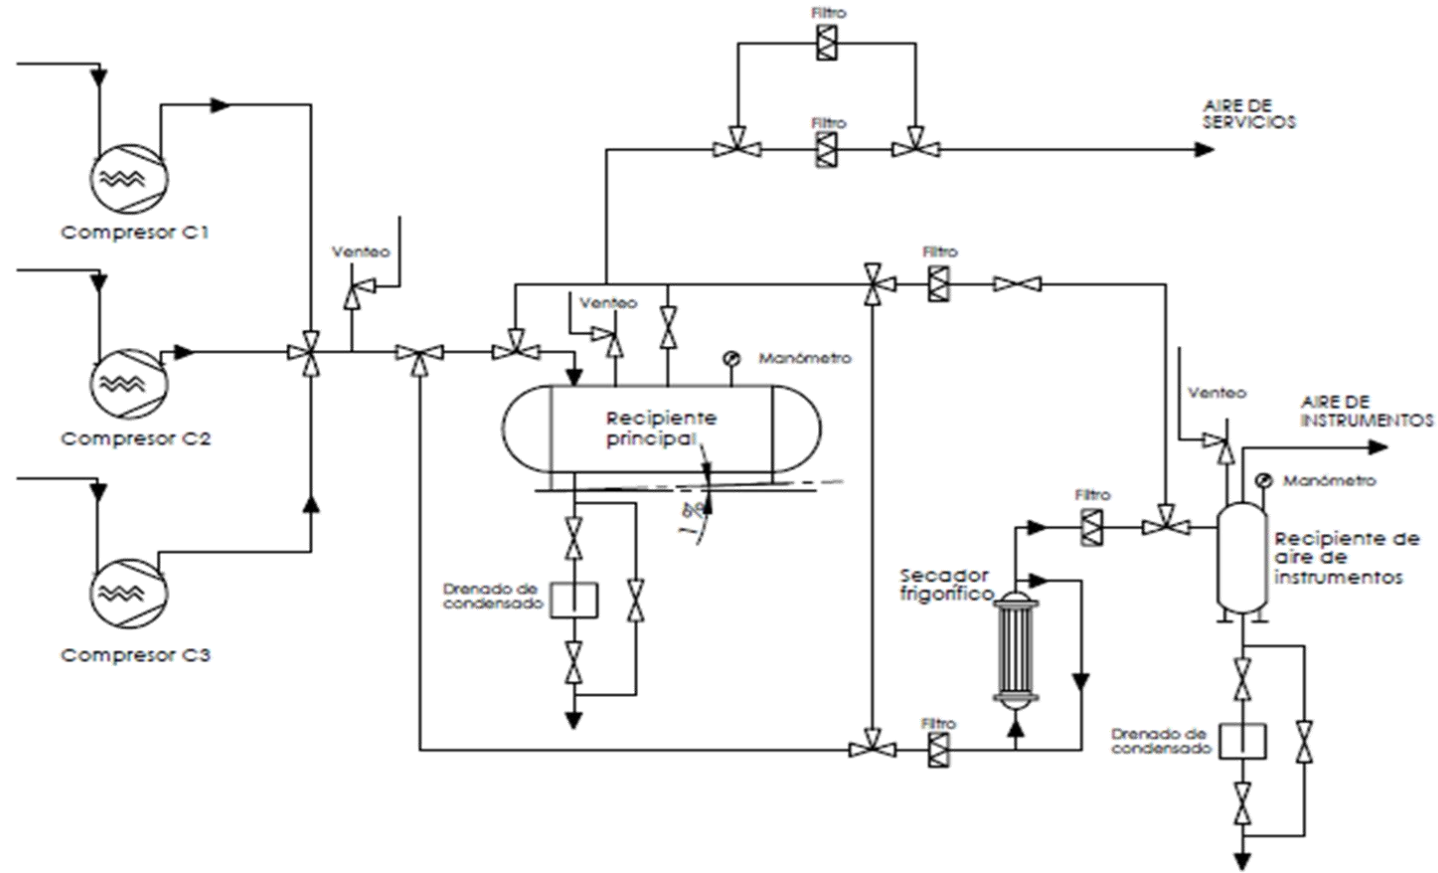 Filtro
AIRE DE
SERVICIOS
Filtro
Compresor C1
Venteo
Filtro
Venteo
Manómetro
Venteo
AIRE DE
INSTRUMENTOS
Recipiente
principal
Compresor C2
Manómetro
Filtro
Recipiente de
aire de
instrumentos
Secador
frigorífico
Drenado de
condensado
Compresor C3
Filtro
Drenado de
condensado